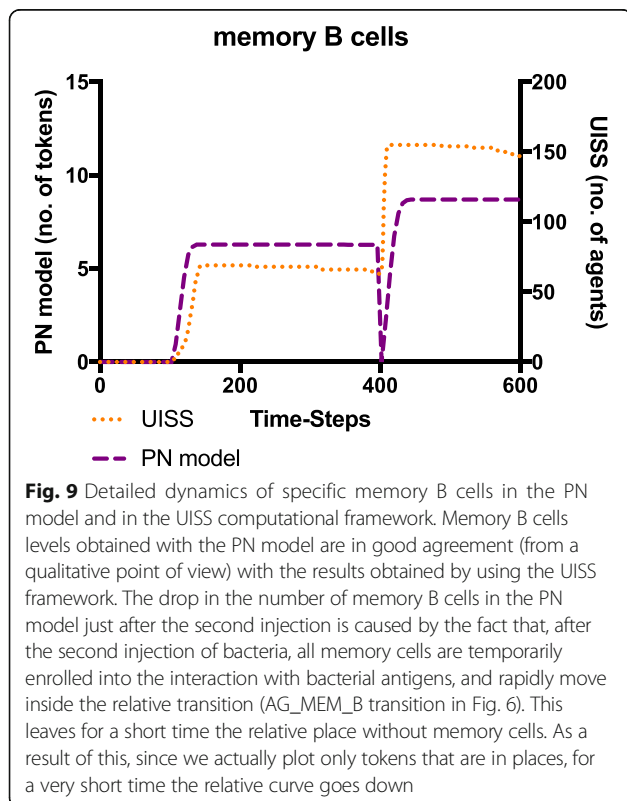 memory B cells
15
10
5
0
PN model (no. of tokens)
200
150
100
50
0
UISS (no. of agents)
0
200
400
600
Time-Steps
UISS
PN model
Fig. 9 Detailed dynamics of specific memory B cells in the PN
model and in the UISS computational framework. Memory B cells
levels obtained with the PN model are in good agreement (from a
qualitative point of view) with the results obtained by using the UISS
framework. The drop in the number of memory B cells in the PN
model just after the second injection is caused by the fact that, after
the second injection of bacteria, all memory cells are temporarily
enrolled into the interaction with bacterial antigens, and rapidly move
inside the relative transition (AG_MEM_B transition in Fig. 6). This
leaves for a short time the relative place without memory cells. As a
result of this, since we actually plot only tokens that are in places, for
a very short time the relative curve goes down